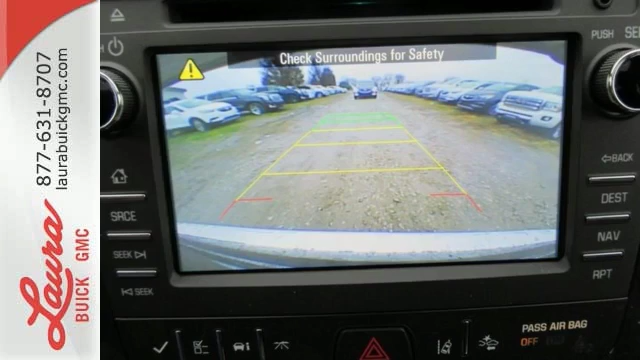 877-631-8707
laurabuickgmc.com
Laura
BUICK GMC
Check Surroundings for Safety
PUSH
SRCE
SEEK
SEEK
BACK
DEST
NAV
RPT
PASS AIR BAG
OFF